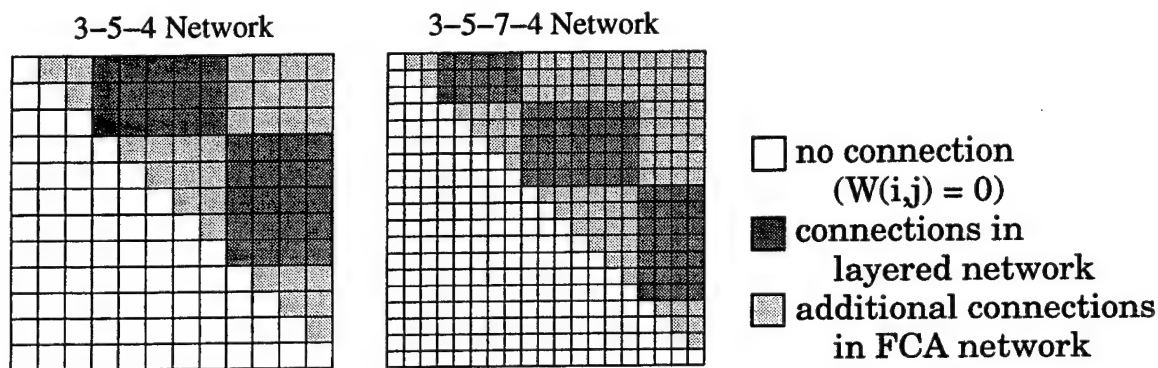 3–5–4 Network
3–5–7–4 Network
no connection
(W(i,j) = 0)
connections in
layered network
additional connections
in FCA network